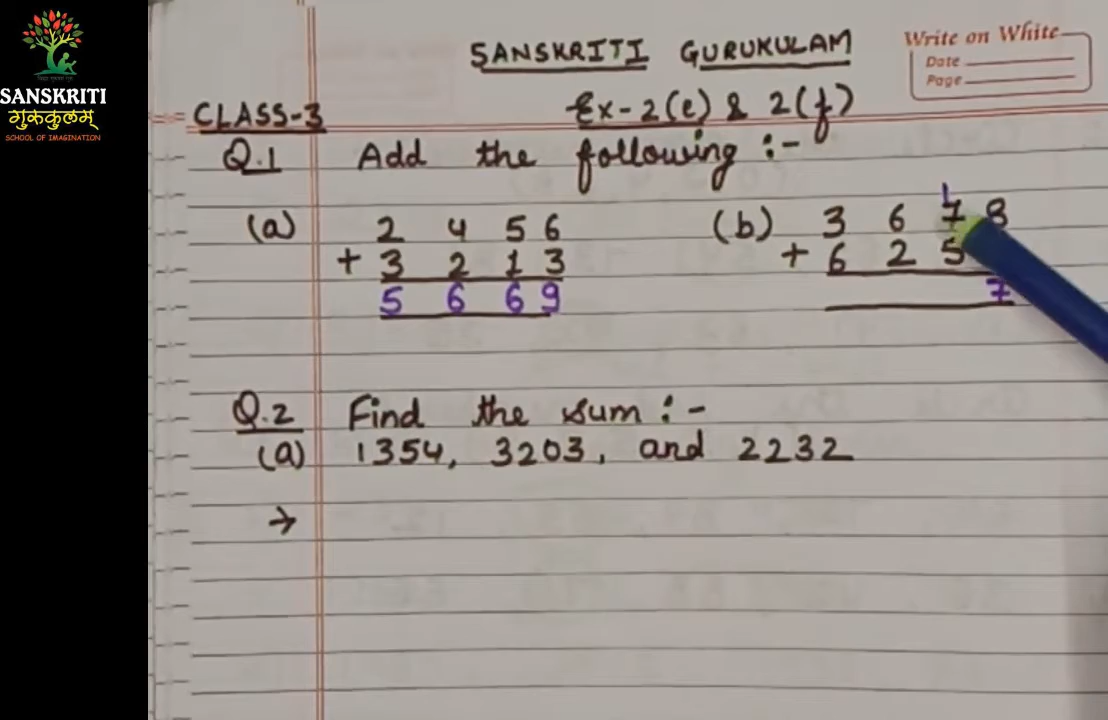 SANSKRITI
गुरुकुलम्
SCHOOL OF IMAGINATION
SANSKRITI GURUKULAM
Write on White
Date
Page
CLASS-3 Ex-2(e) & 2(f)
Q.1 Add the following :-
(a) 2 4 5 6
+ 3 2 1 3
5 6 6 9
(b) 1
3 6 7 8
+ 6 2 5
7
Q.2 Find the sum :-
(a) 1354, 3203, and 2232
→